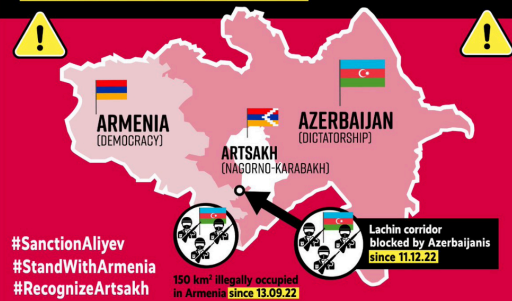 ARMENIA
(DEMOCRACY)
AZERBAIJAN
(DICTATORSHIP)
ARTSAKH
(NAGORNO-KARABAKH)
Lachin corridor
blocked by Azerbaijanis
since 11.12.22
#SanctionAliyev
#StandWithArmenia
#RecognizeArtsakh
150 km² illegally occupied
in Armenia since 13.09.22